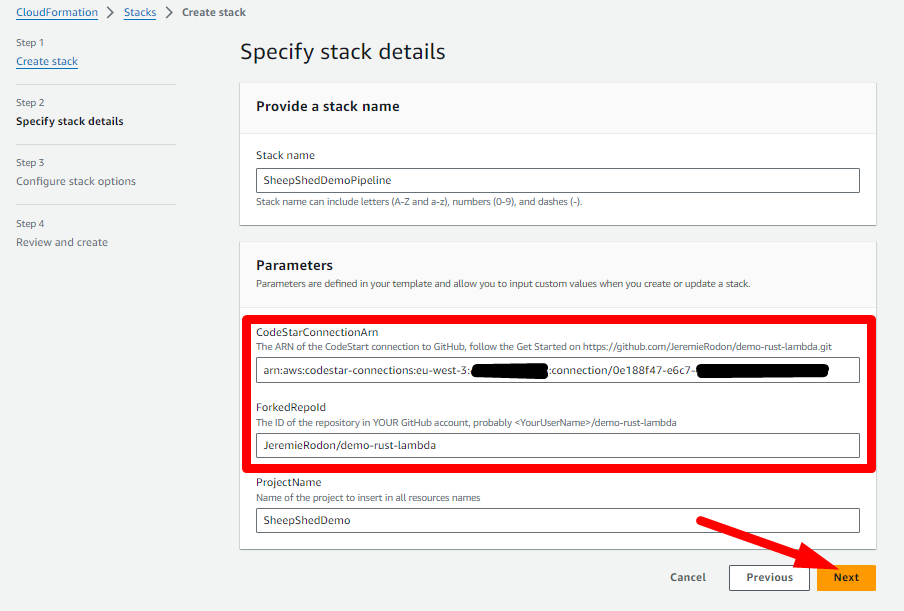 CloudFormation > Stacks > Create stack
Step 1
Create stack
Step 2
Specify stack details
Step 3
Configure stack options
Step 4
Review and create
Specify stack details
Provide a stack name
Stack name
SheepShedDemoPipeline
Stack name can include letters (A-Z and a-z), numbers (0-9), and dashes (-).
Parameters
Parameters are defined in your template and allow you to input custom values when you create or update a stack.
CodeStarConnectionArn
The ARN of the CodeStart connection to GitHub, follow the Get Started on https://github.com/JeremieRodon/demo-rust-lambda.git
arn:aws:codestar-connections:eu-west-3: :connection/0e188f47-e6c7-
ForkedRepoId
The ID of the repository in YOUR GitHub account, probably <YourUserName>/demo-rust-lambda
JeremieRodon/demo-rust-lambda
ProjectName
Name of the project to insert in all resources names
SheepShedDemo
Cancel Previous Next